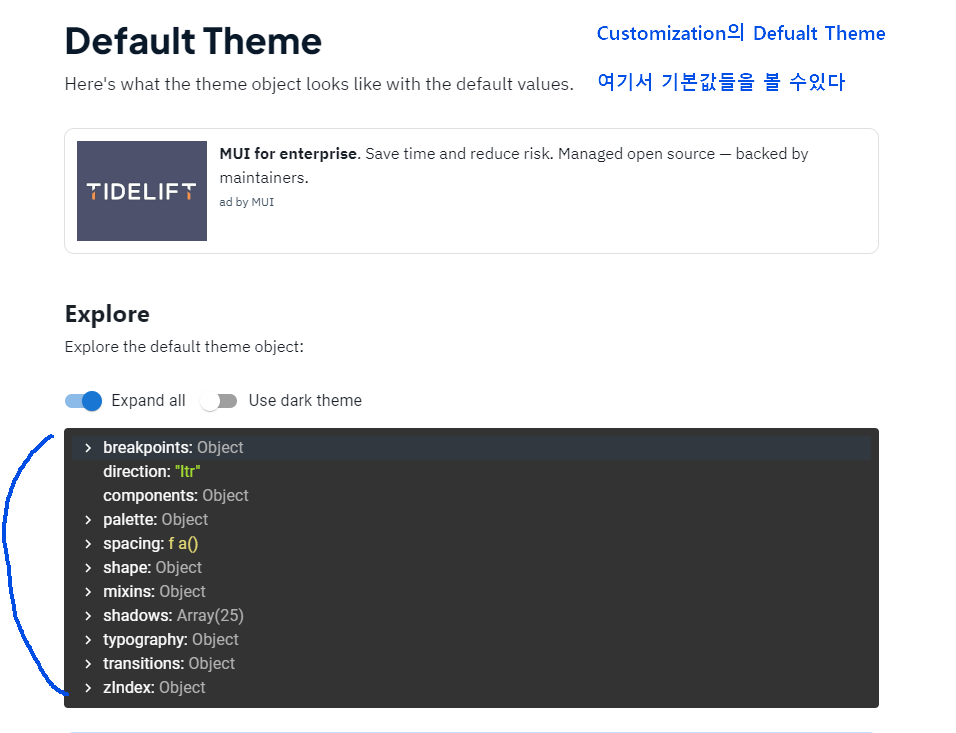 Default Theme
Customization의 Defualt Theme
Here's what the theme object looks like with the default values.
여기서 기본값들을 볼 수있다
TIDELIFT
MUI for enterprise. Save time and reduce risk. Managed open source — backed by
maintainers.
ad by MUI
Explore
Explore the default theme object:
Expand all Use dark theme
breakpoints: Object
direction: "ltr"
components: Object
palette: Object
spacing: f a()
shape: Object
mixins: Object
shadows: Array(25)
typography: Object
transitions: Object
zIndex: Object